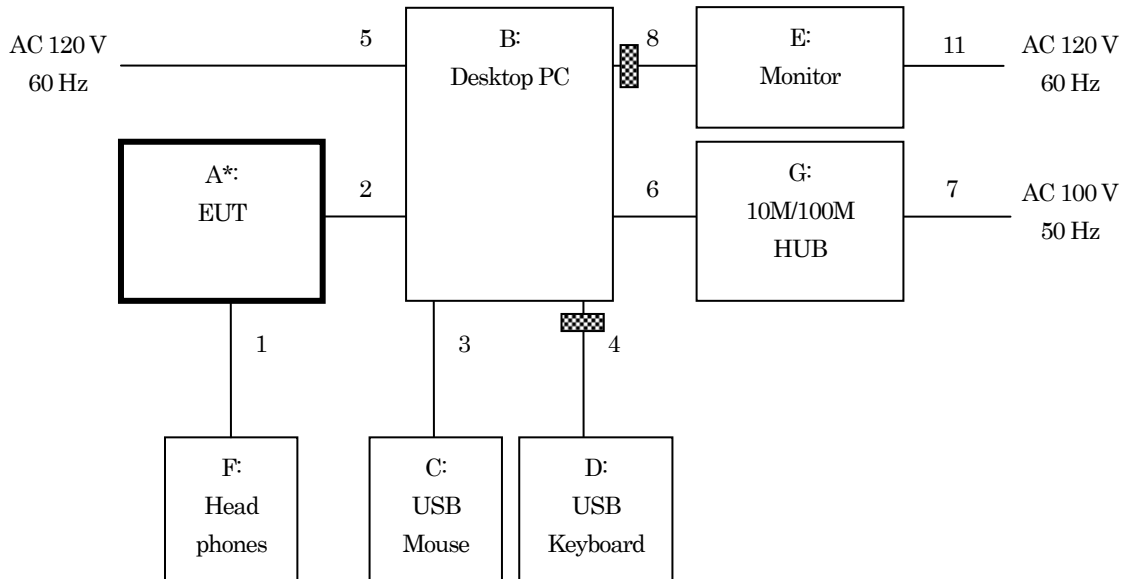 AC 120 V
60 Hz
5
B:
Desktop PC
8
E:
Monitor
11
AC 120 V
60 Hz
A*:
EUT
2
6
G:
10M/100M
HUB
7
AC 100 V
50 Hz
1
3
4
F:
Head
phones
C:
USB
Mouse
D:
USB
Keyboard